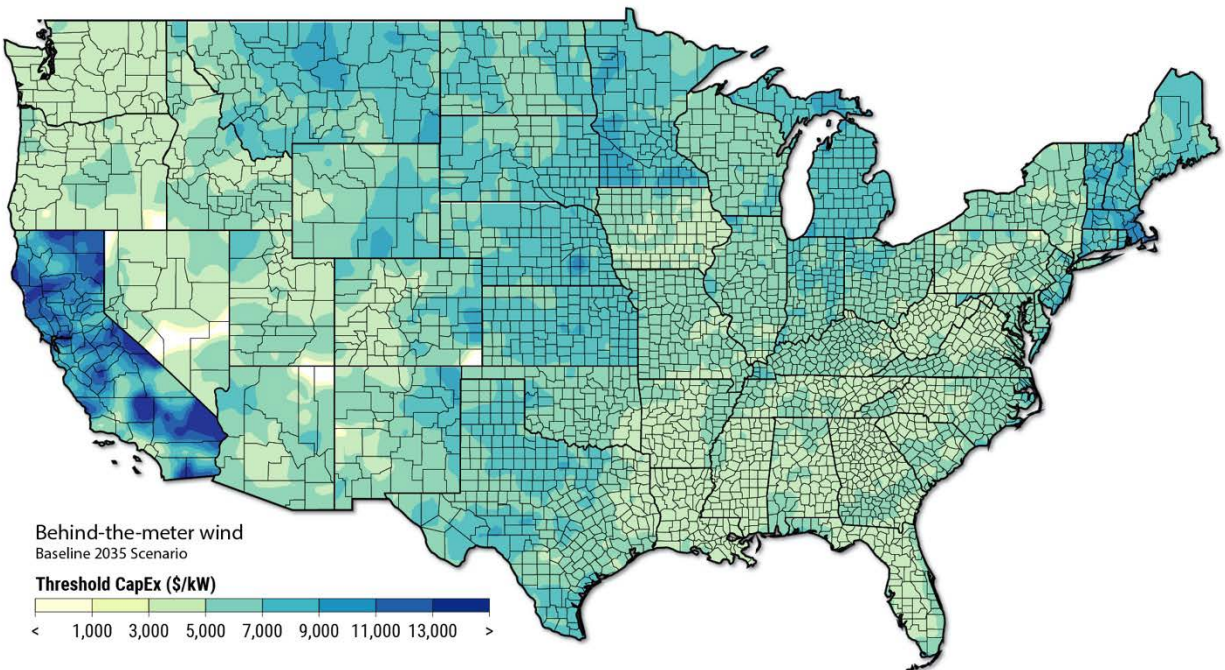 Behind-the-meter wind
Baseline 2035 Scenario
Threshold CapEx ($/kW)
< 1,000 3,000 5,000 7,000 9,000 11,000 13,000 >